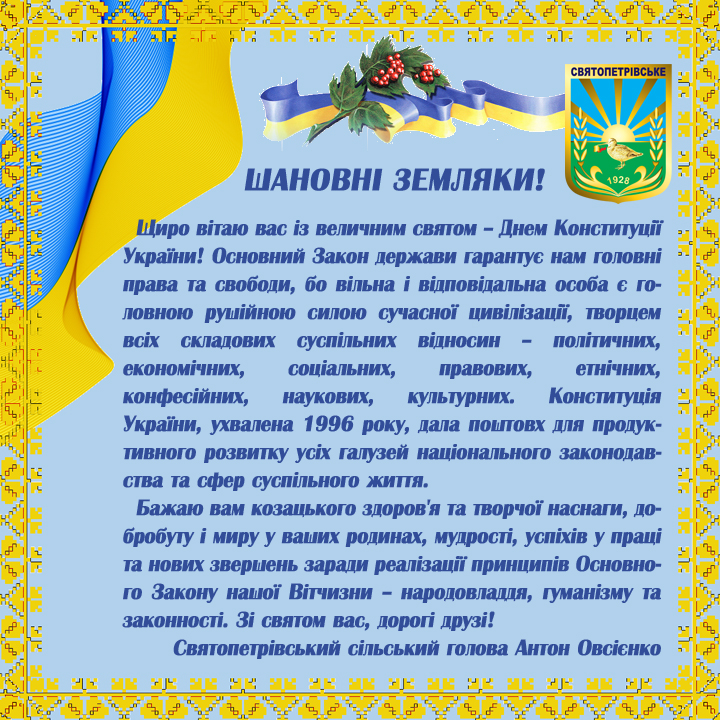 СВЯТОПЕТРІВСЬКЕ
1928
ШАНОВНІ ЗЕМЛЯКИ!
Щиро вітаю вас із величним святом – Днем Конституції
України! Основний Закон держави гарантує нам головні
права та свободи, бо вільна і відповідальна особа є го-
ловною рушійною силою сучасної цивілізації, творцем
всіх складових суспільних відносин – політичних,
економічних, соціальних, правових, етнічних,
конфесійних, наукових, культурних. Конституція
України, ухвалена 1996 року, дала поштовх для продук-
тивного розвитку усіх галузей національного законодав-
ства та сфер суспільного життя.
Бажаю вам козацького здоров'я та творчої наснаги, до-
бробуту і миру у ваших родинах, мудрості, успіхів у праці
та нових звершень заради реалізації принципів Основно-
го Закону нашої Вітчизни – народовладдя, гуманізму та
законності. Зі святом вас, дорогі друзі!
Святопетрівський сільський голова Антон Овсієнко